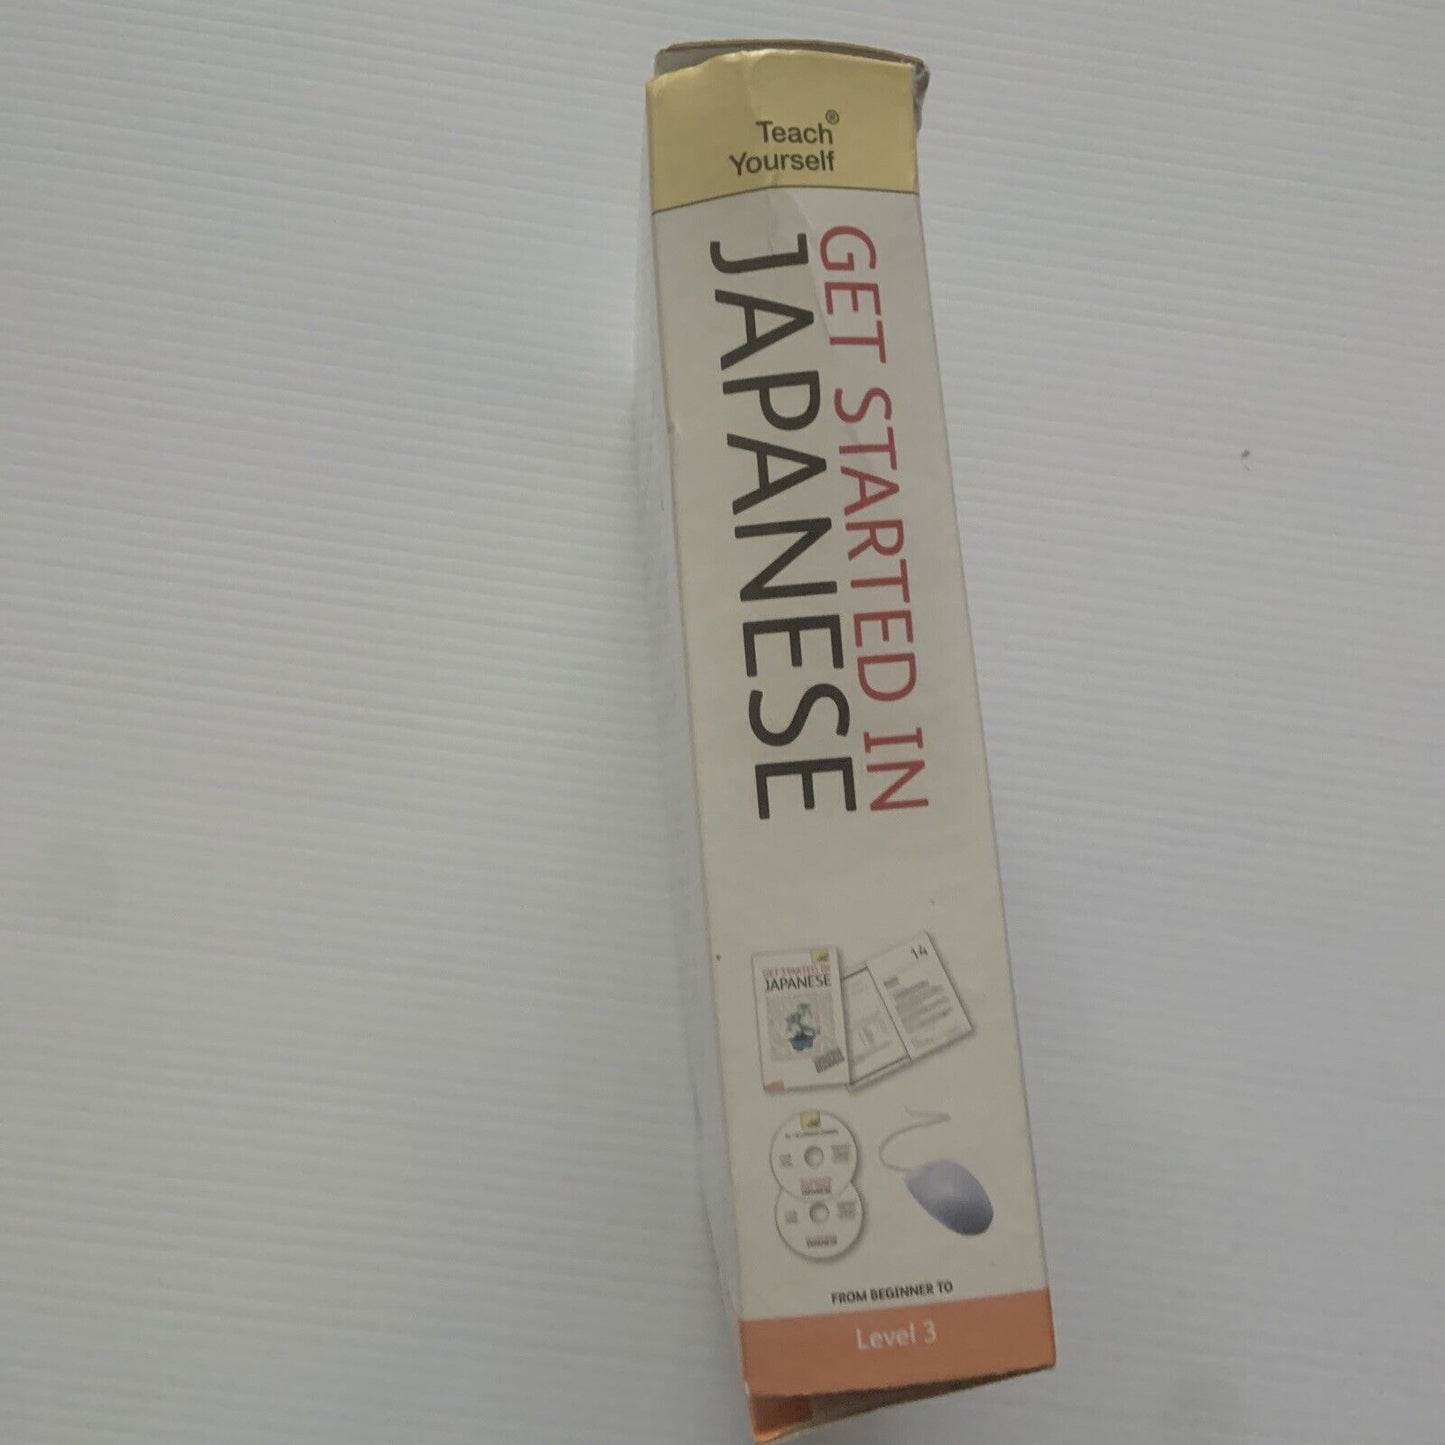 Teach®
Yourself
GET STARTED IN
JAPANESE
GET STARTED IN
JAPANESE
14
FROM BEGINNER TO
Level 3